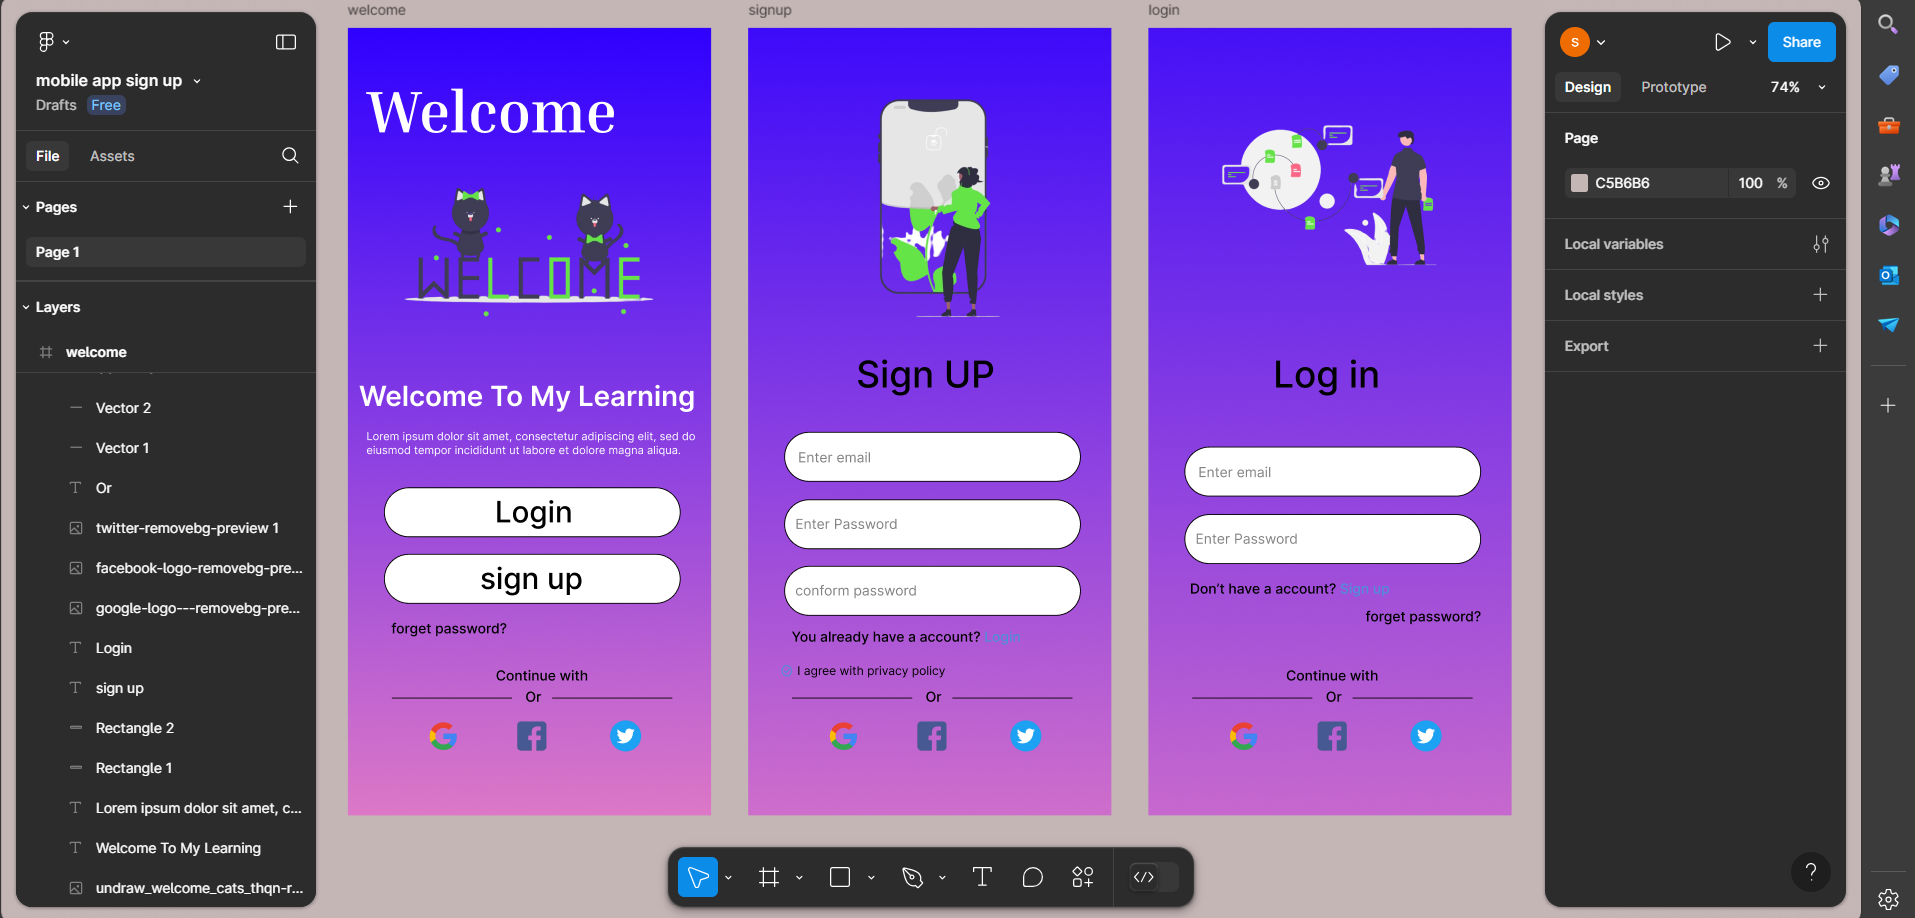 mobile app sign up
Drafts Free
File Assets
Pages
Page 1
Layers
welcome
Vector 2
Vector 1
Or
twitter-removebg-preview 1
facebook-logo-removebg-pre...
google-logo---removebg-pre...
Login
sign up
Rectangle 2
Rectangle 1
Lorem ipsum dolor sit amet, c...
Welcome To My Learning
undraw_welcome_cats_thqn-r...
welcome
Welcome
WELCOME
Welcome To My Learning
Lorem ipsum dolor sit amet, consectetur adipiscing elit, sed do
eiusmod tempor incididunt ut labore et dolore magna aliqua.
Login
sign up
forget password?
Continue with
Or
signup
Sign UP
Enter email
Enter Password
conform password
You already have a account? Login
I agree with privacy policy
Or
login
Log in
Enter email
Enter Password
Don't have a account? Sign up
forget password?
Continue with
Or
S
Share
Design Prototype 74%
Page
C5B6B6 100 %
Local variables
Local styles
Export
?